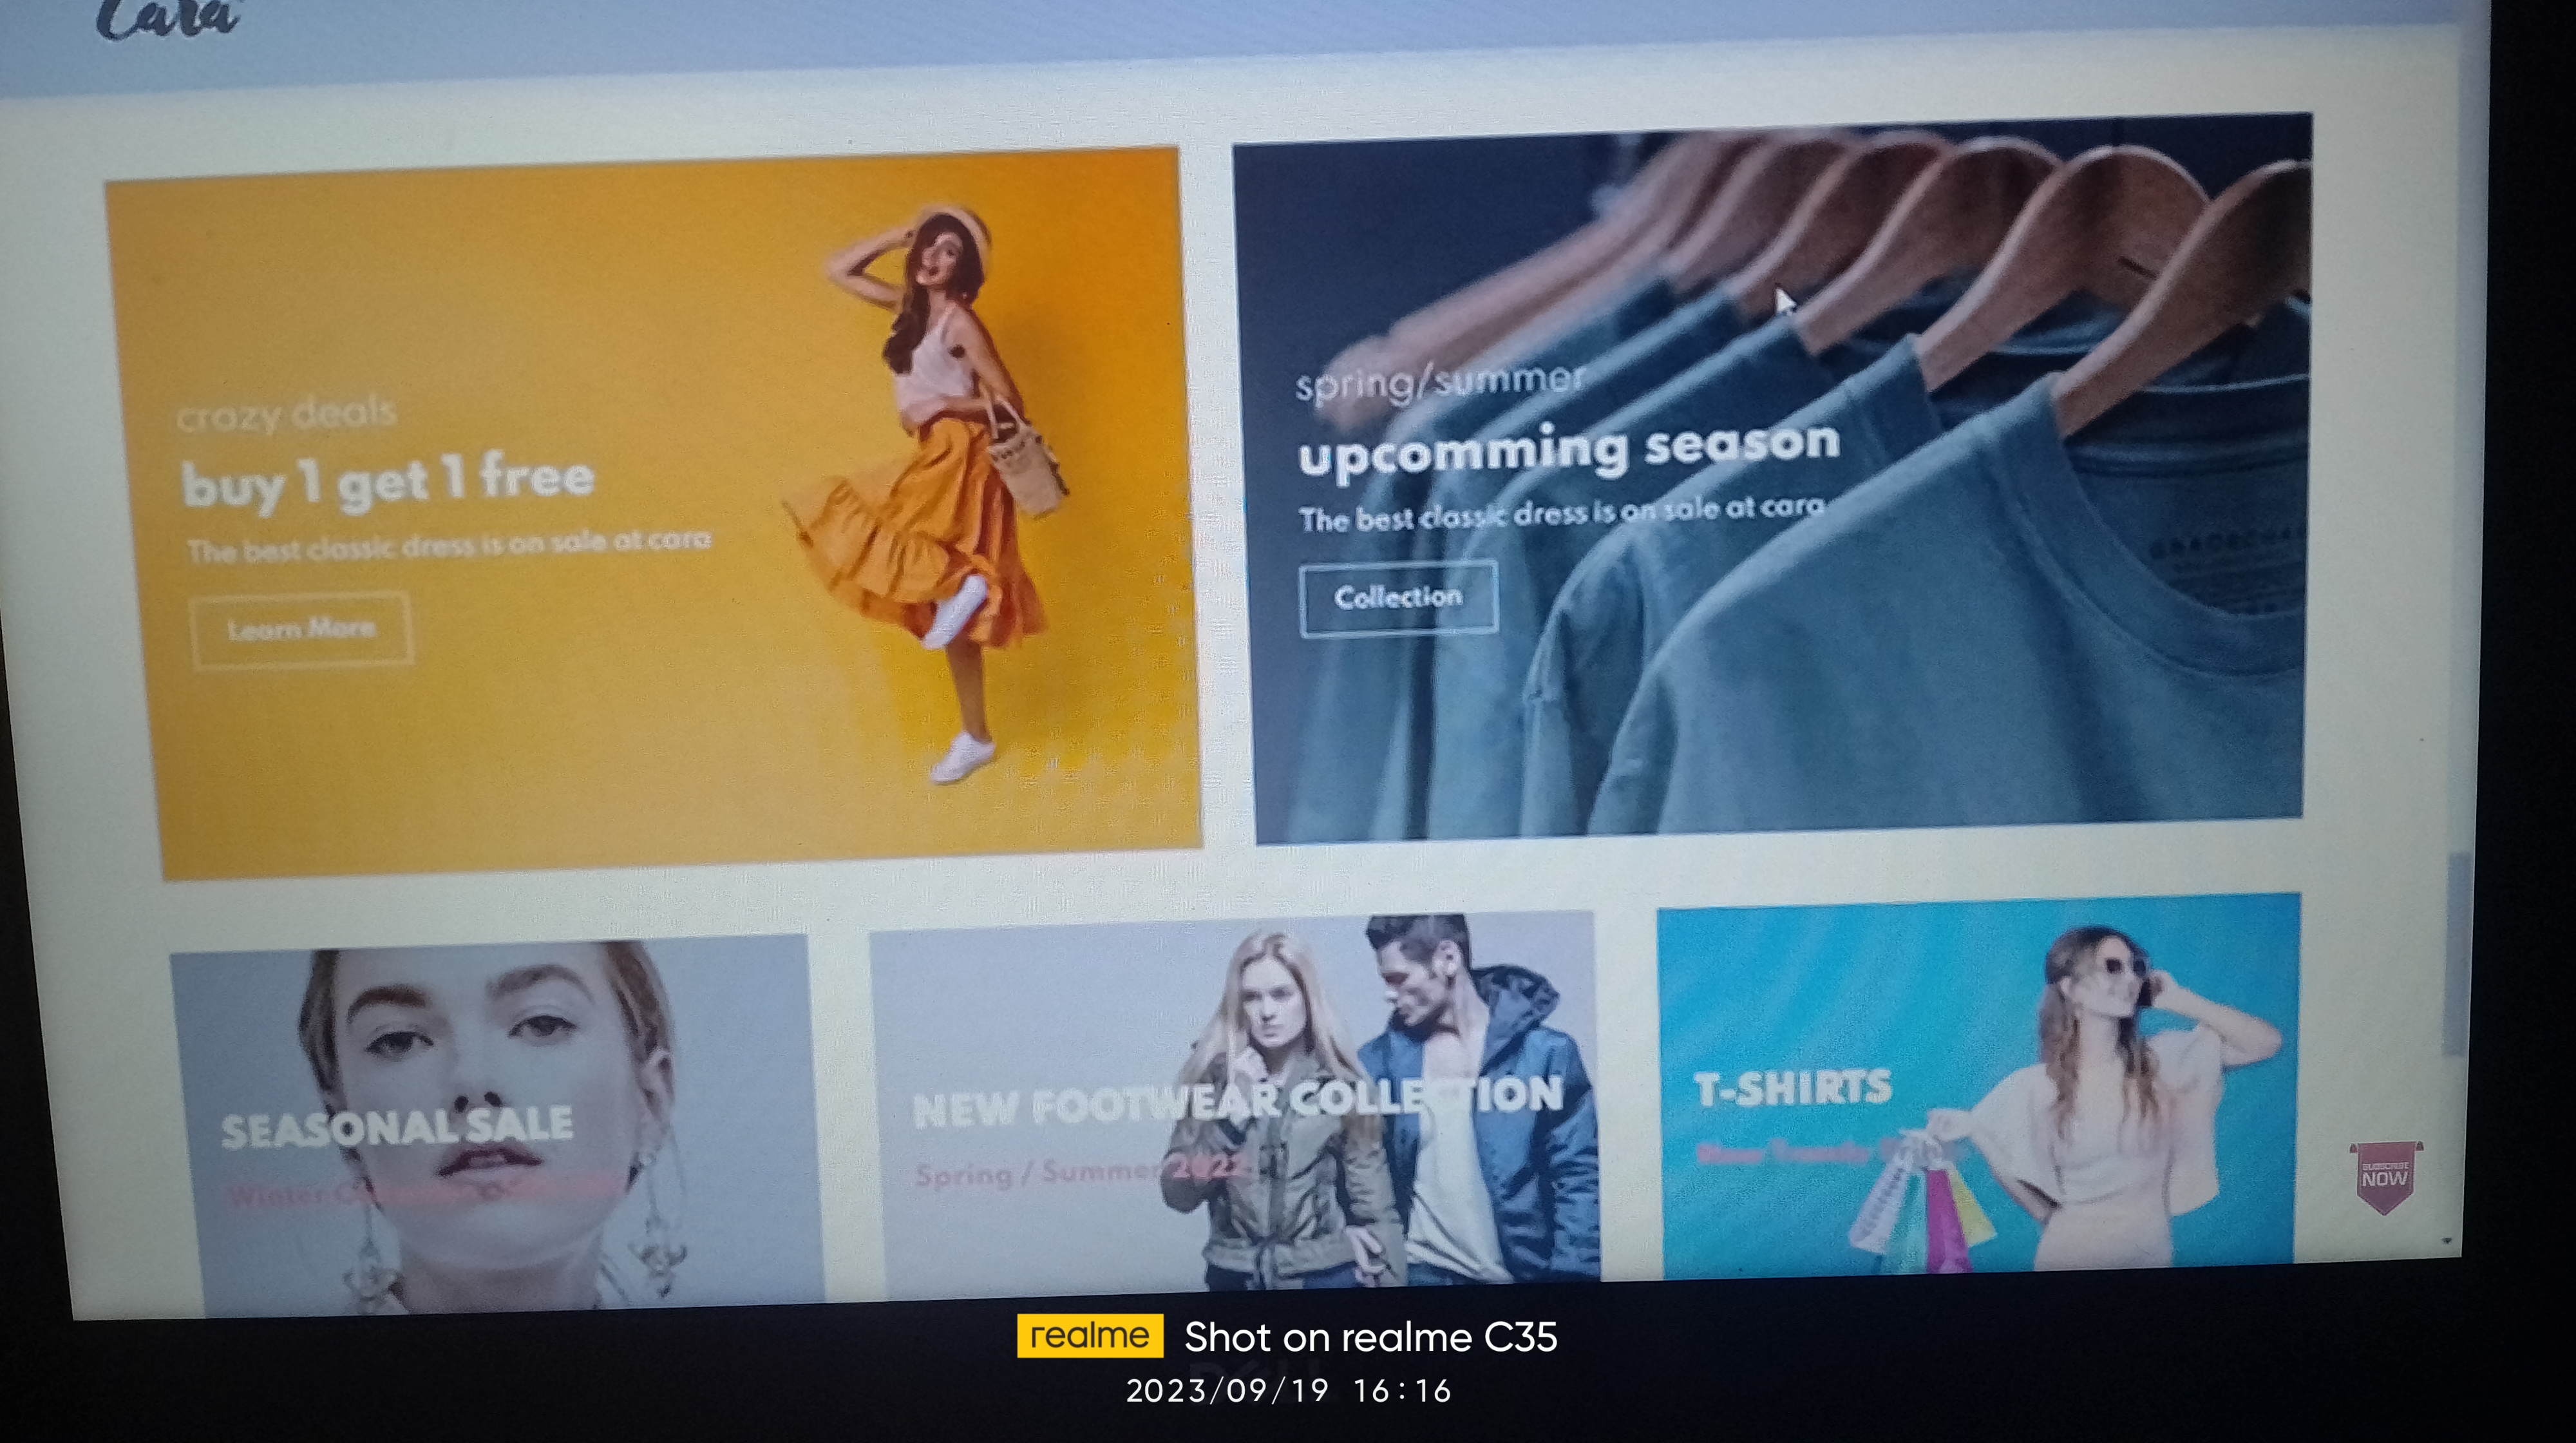 Cara
crazy deals
buy 1 get 1 free
The best classic dress is on sale at cara
Learn More
spring/summer
upcomming season
The best classic dress is on sale at cara
Collection
SEASONAL SALE
Winter
NEW FOOTWEAR COLLECTION
Spring / Summer 2022
T-SHIRTS
New Trendy Prints
SUBSCRIBE
NOW
realme Shot on realme C35
2023/09/19 16:16